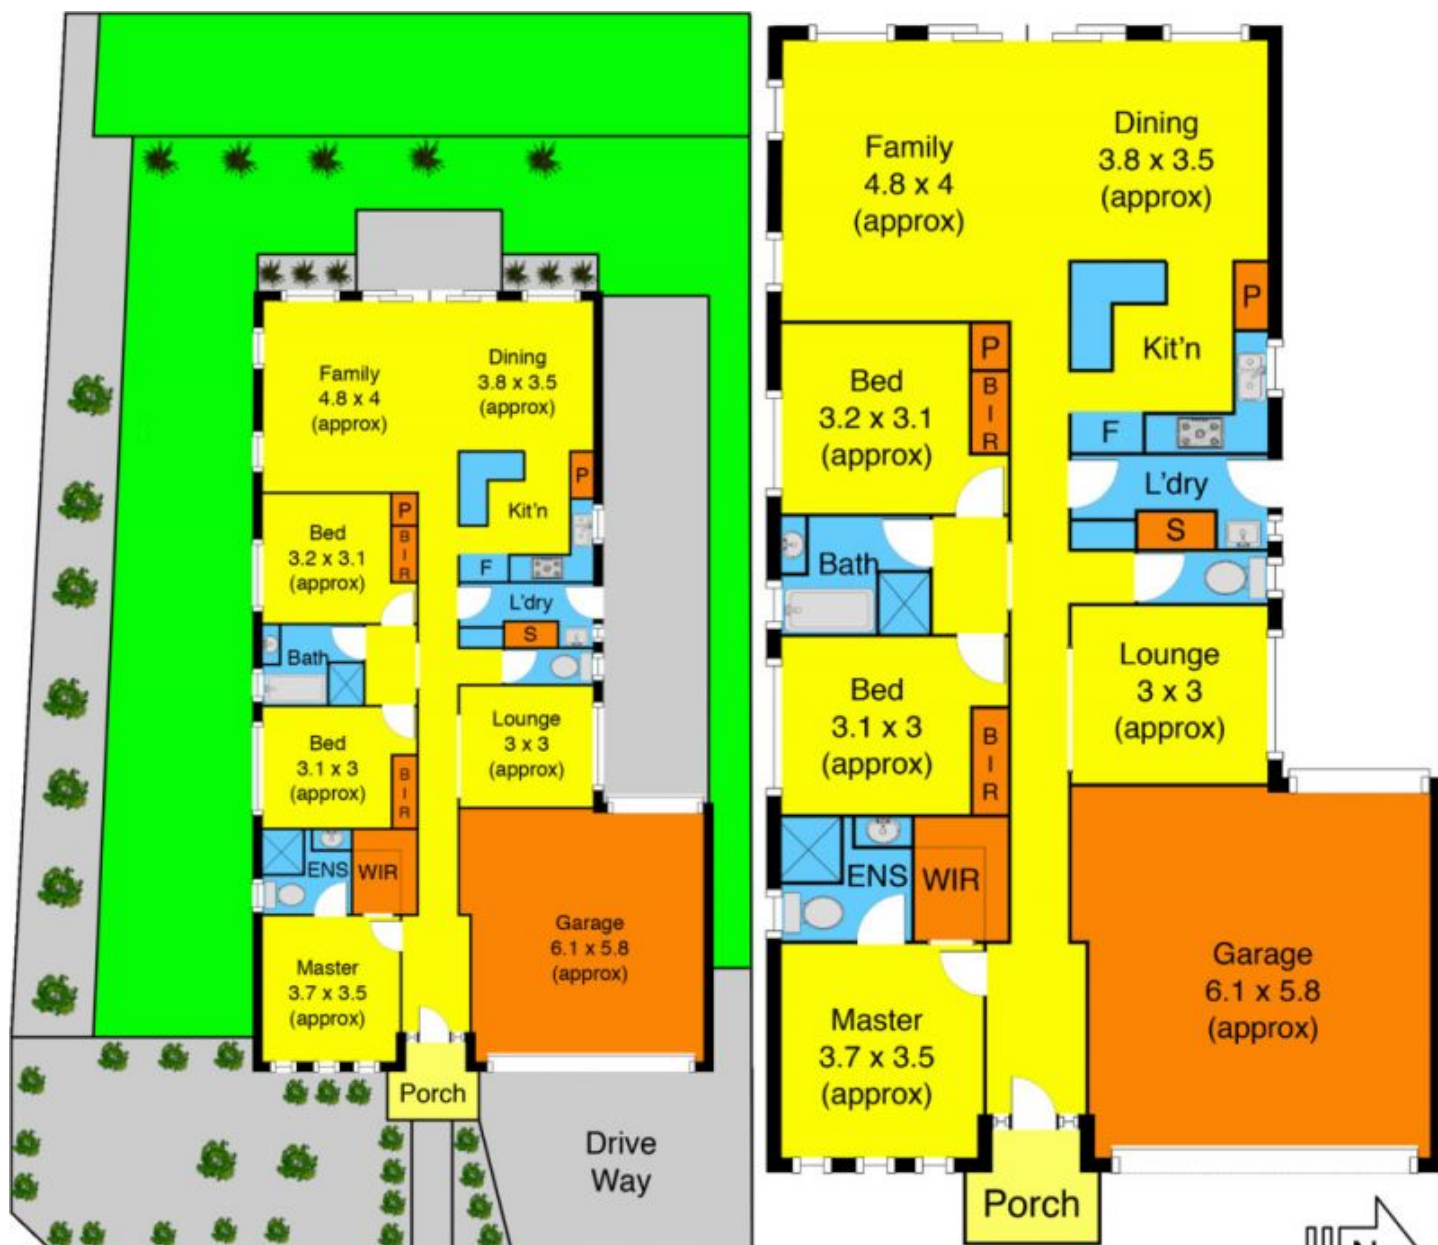 Family
4.8 x 4
(approx)
Dining
3.8 x 3.5
(approx)
P
Kit'n
Bed
3.2 x 3.1
(approx)
P
B
I
R
F
L'dry
S
Bath
Lounge
3 x 3
(approx)
Bed
3.1 x 3
(approx)
B
I
R
ENS
WIR
Garage
6.1 x 5.8
(approx)
Master
3.7 x 3.5
(approx)
Porch
Drive
Way
Family
4.8 x 4
(approx)
Dining
3.8 x 3.5
(approx)
P
Kit'n
Bed
3.2 x 3.1
(approx)
P
B
I
R
F
L'dry
S
Bath
Lounge
3 x 3
(approx)
Bed
3.1 x 3
(approx)
B
I
R
ENS
WIR
Garage
6.1 x 5.8
(approx)
Master
3.7 x 3.5
(approx)
Porch